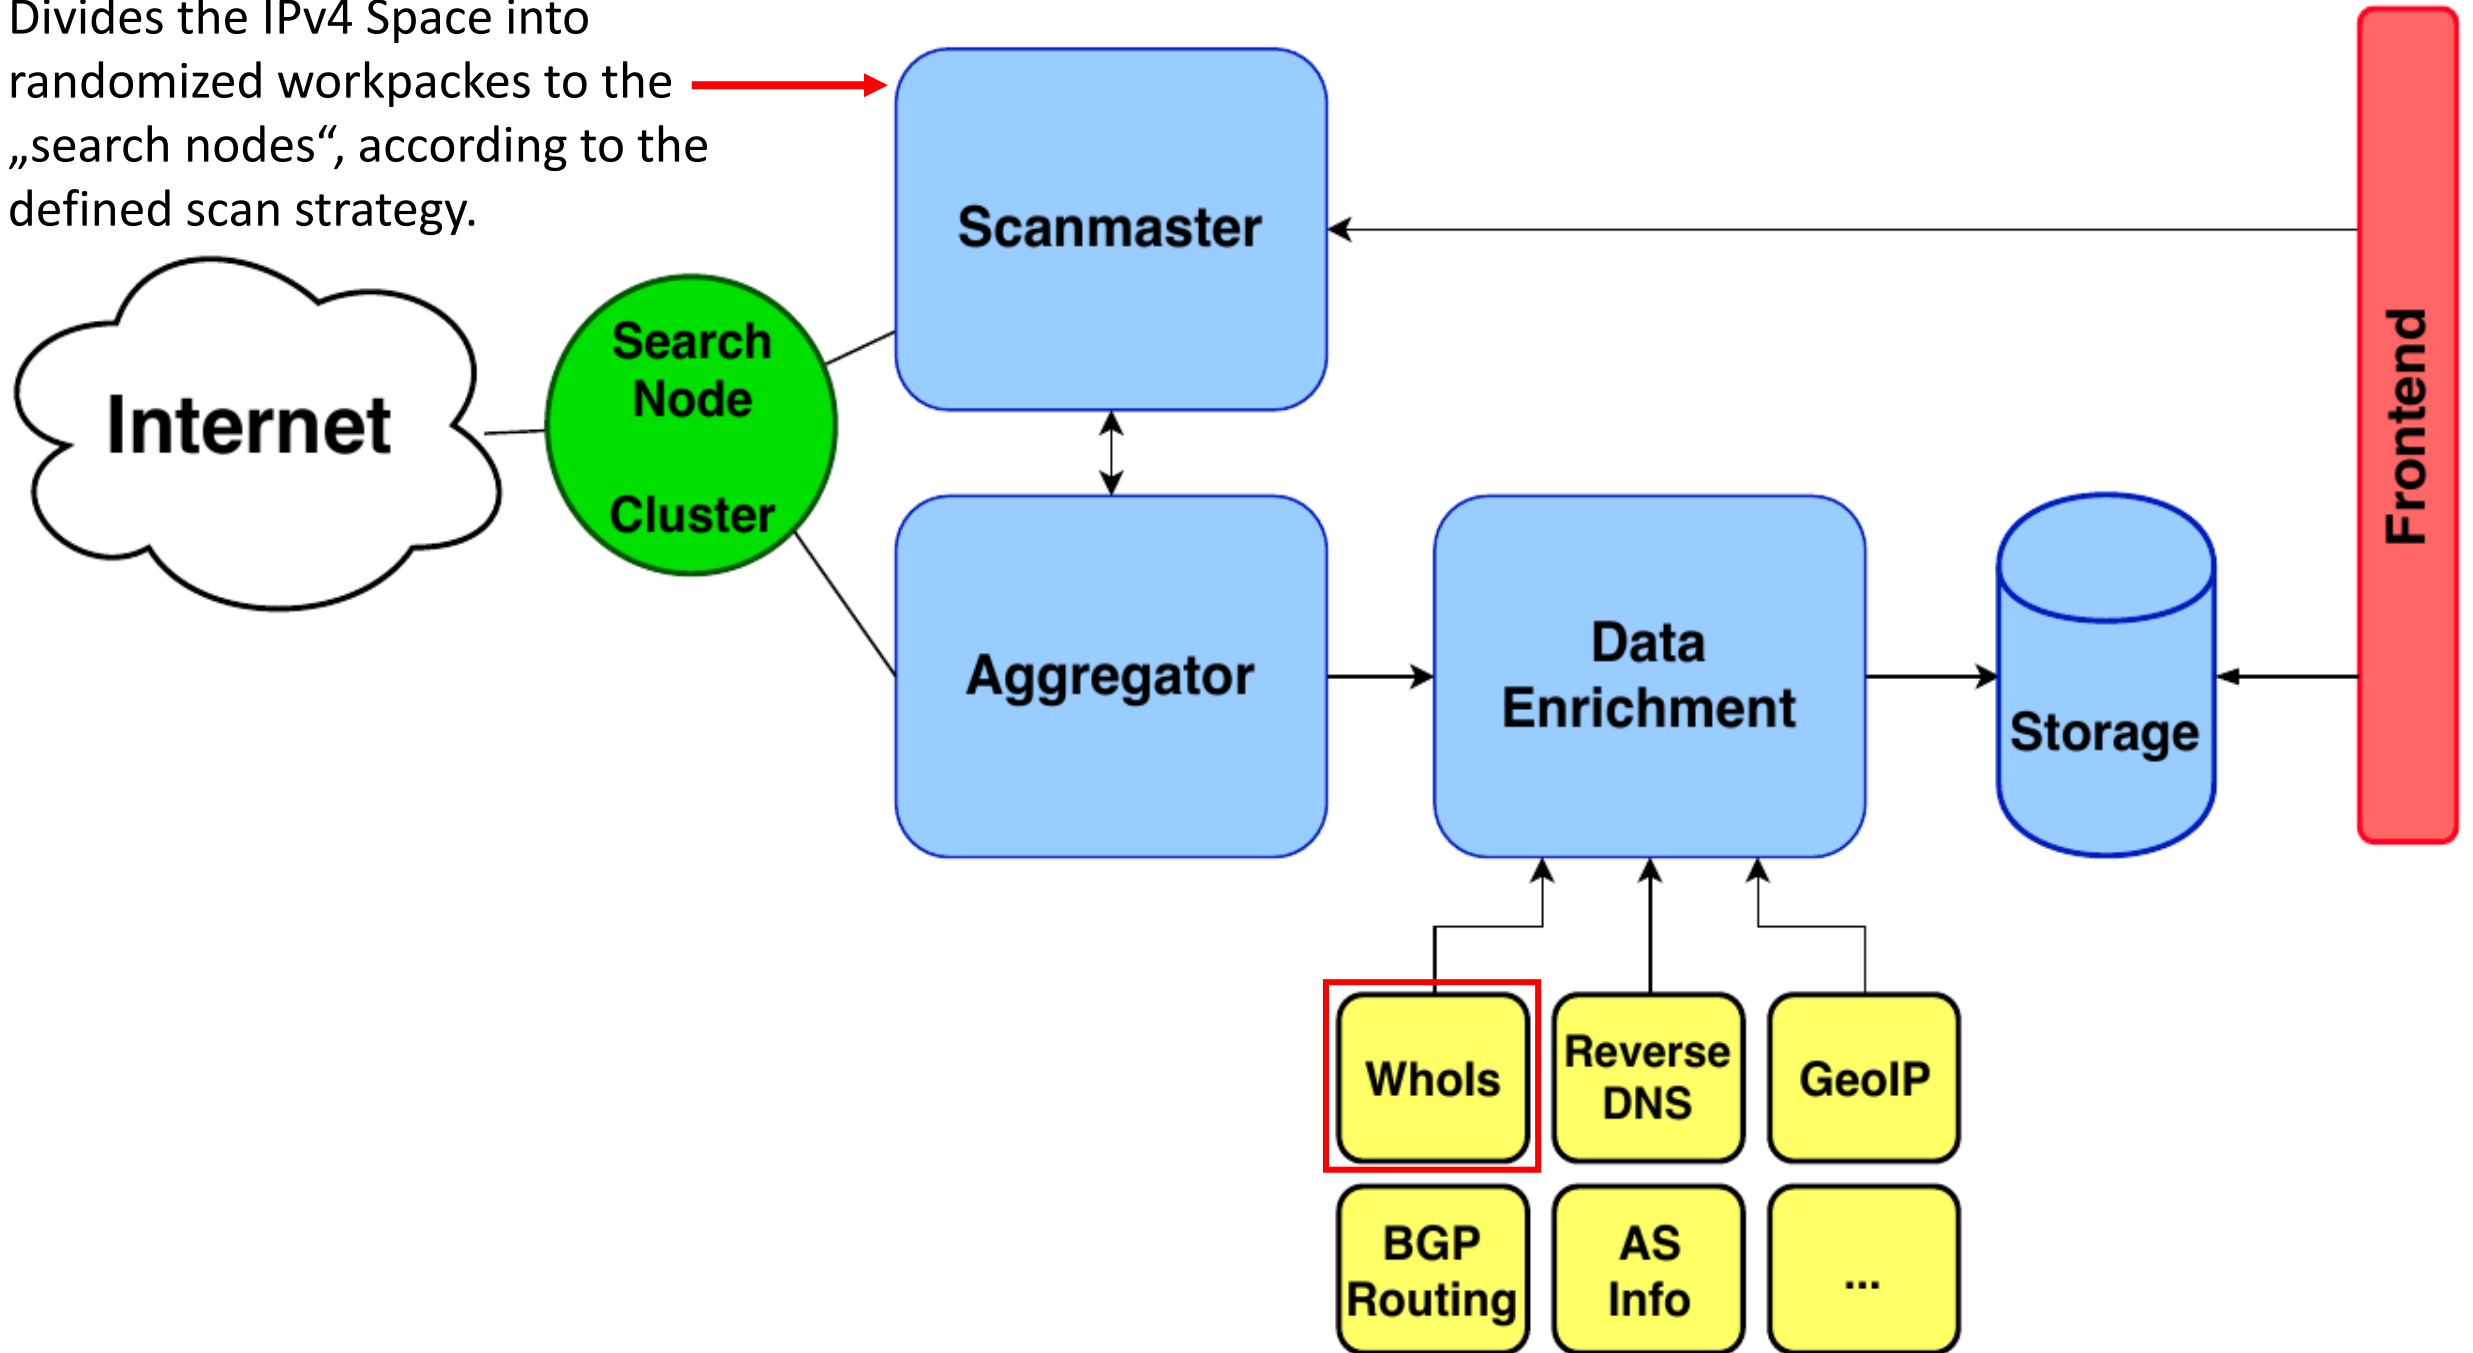 Divides the IPv4 Space into
randomized workpackes to the
„search nodes“, according to the
defined scan strategy.
Scanmaster
Internet
Search
Node
Cluster
Frontend
Aggregator
Data
Enrichment
Storage
WhoIs
Reverse
DNS
GeoIP
BGP
Routing
AS
Info
...